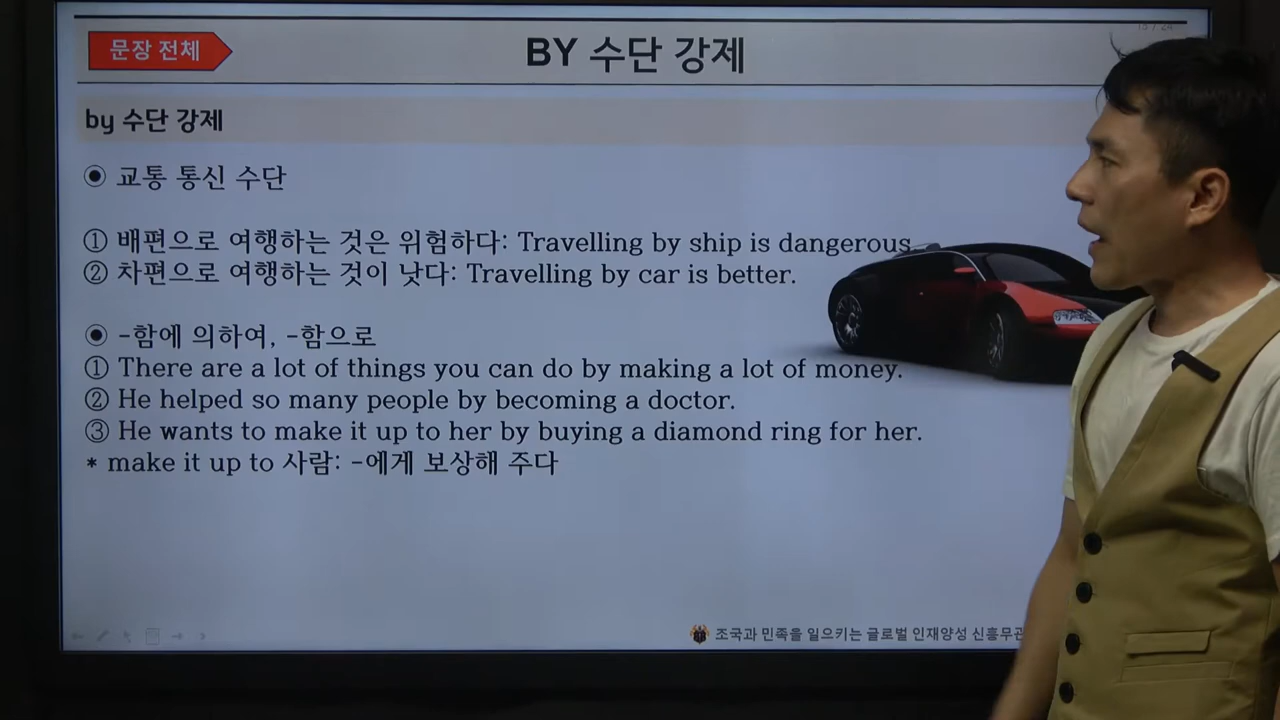 문장 전체
BY 수단 강제
by 수단 강제
◉ 교통 통신 수단
① 배편으로 여행하는 것은 위험하다: Travelling by ship is dangerous.
② 차편으로 여행하는 것이 낫다: Travelling by car is better.
◉ -함에 의하여, -함으로
① There are a lot of things you can do by making a lot of money.
② He helped so many people by becoming a doctor.
③ He wants to make it up to her by buying a diamond ring for her.
* make it up to 사람: -에게 보상해 주다
조국과 민족을 일으키는 글로벌 인재양성 신흥무관